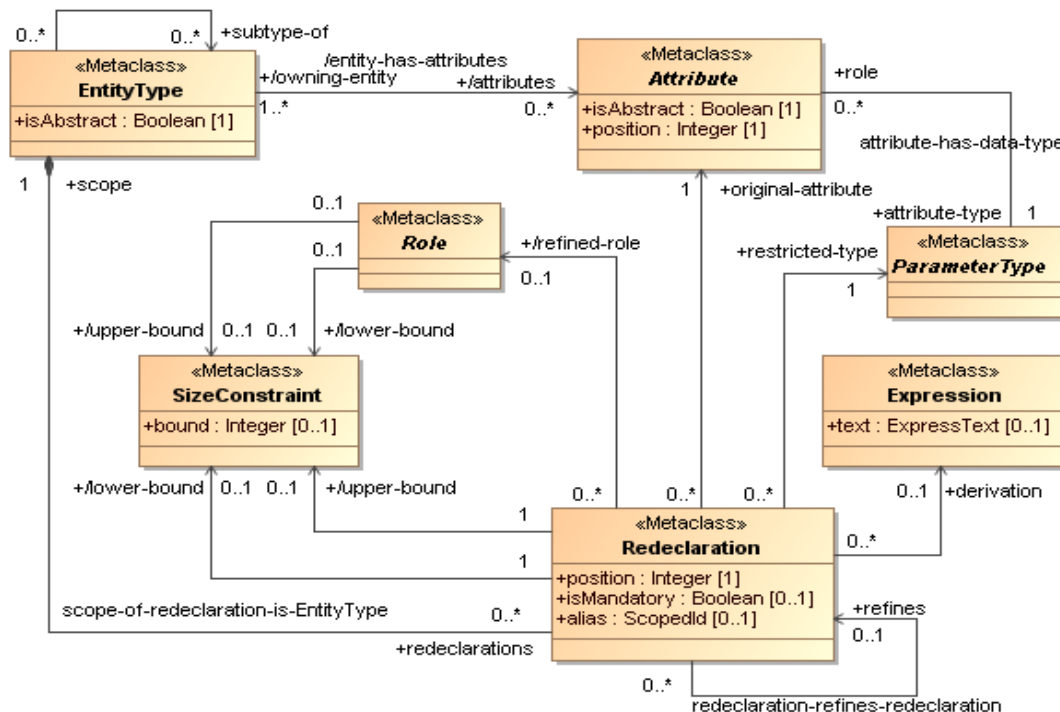 0..*
0..*
+subtype-of
«Metaclass»
EntityType
+isAbstract : Boolean [1]
/entity-has-attributes
+/owning-entity
+/attributes
1..*
0..*
«Metaclass»
Attribute
+isAbstract : Boolean [1]
+position : Integer [1]
+role
0..*
attribute-has-data-type
1
+scope
1
+original-attribute
0..1
0..1
«Metaclass»
Role
+/refined-role
0..1
+attribute-type
1
+restricted-type
1
«Metaclass»
ParameterType
+/upper-bound
0..1
0..1
+/lower-bound
«Metaclass»
SizeConstraint
+bound : Integer [0..1]
«Metaclass»
Expression
+text : ExpressText [0..1]
+/lower-bound
0..1
0..1
+/upper-bound
0..*
0..*
0..*
0..1
+derivation
1
1
«Metaclass»
Redeclaration
+position : Integer [1]
+isMandatory : Boolean [0..1]
+alias : ScopedId [0..1]
0..*
scope-of-redeclaration-is-EntityType
0..*
+redeclarations
+refines
0..1
0..*
redeclaration-refines-redeclaration